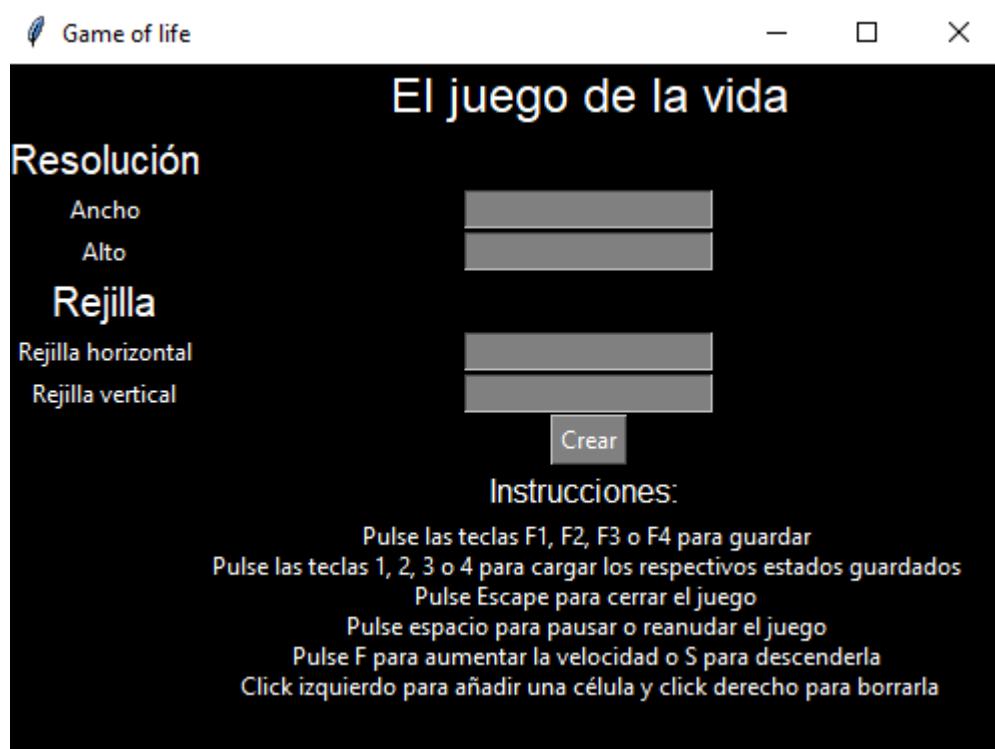 Game of life
El juego de la vida
Resolución
Ancho
Alto
Rejilla
Rejilla horizontal
Rejilla vertical
Crear
Instrucciones:
Pulse las teclas F1, F2, F3 o F4 para guardar
Pulse las teclas 1, 2, 3 o 4 para cargar los respectivos estados guardados
Pulse Escape para cerrar el juego
Pulse espacio para pausar o reanudar el juego
Pulse F para aumentar la velocidad o S para descenderla
Click izquierdo para añadir una célula y click derecho para borrarla